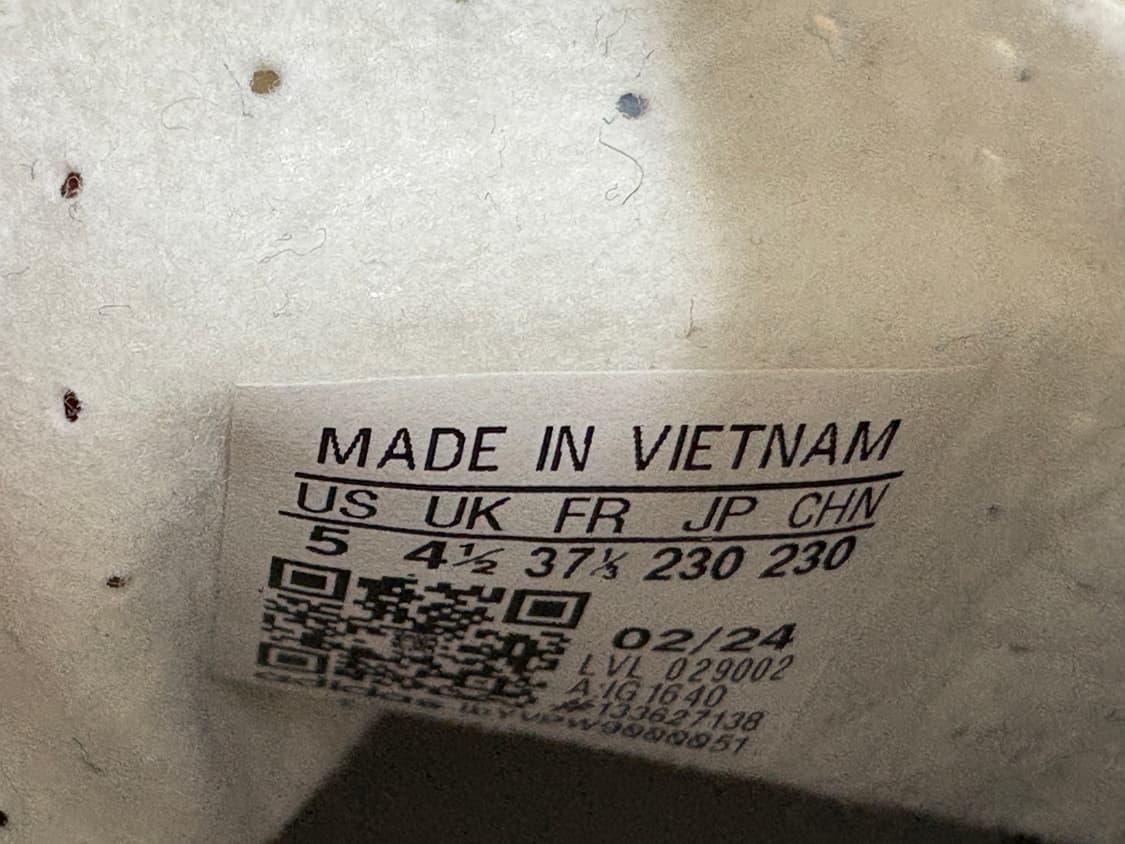 MADE IN VIETNAM
US UK FR JP CHN
5 4½ 37⅓ 230 230
02/24
LVL 029002
A:IG1640
#133627138